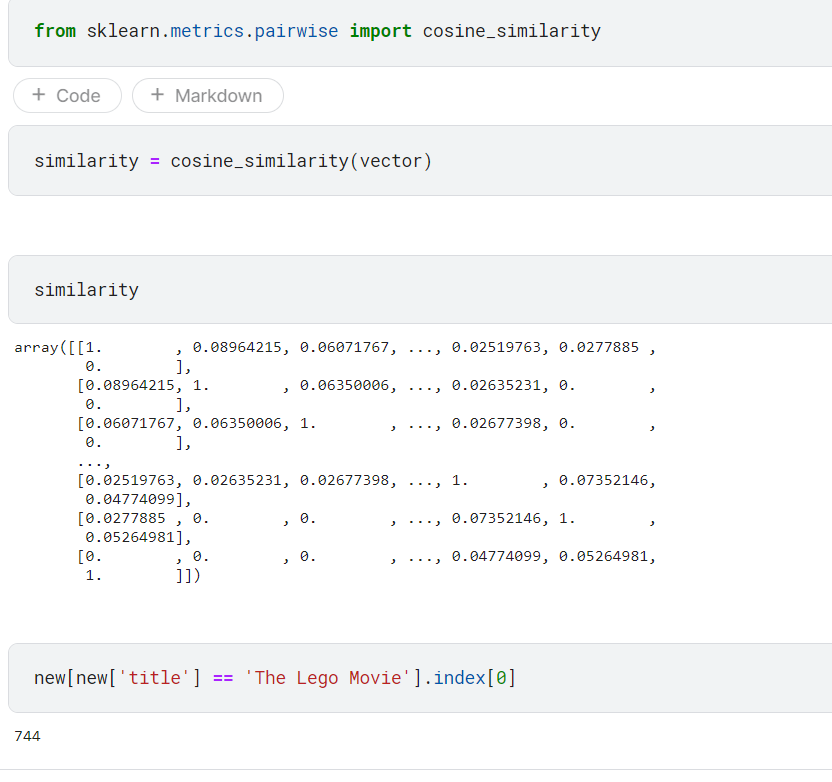 from sklearn.metrics.pairwise import cosine_similarity
+ Code + Markdown
similarity = cosine_similarity(vector)
similarity
array([[1.        , 0.08964215, 0.06071767, ..., 0.02519763, 0.0277885 ,
        0.        ],
       [0.08964215, 1.        , 0.06350006, ..., 0.02635231, 0.        ,
        0.        ],
       [0.06071767, 0.06350006, 1.        , ..., 0.02677398, 0.        ,
        0.        ],
       ...,
       [0.02519763, 0.02635231, 0.02677398, ..., 1.        , 0.07352146,
        0.04774099],
       [0.0277885 , 0.        , 0.        , ..., 0.07352146, 1.        ,
        0.05264981],
       [0.        , 0.        , 0.        , ..., 0.04774099, 0.05264981,
        1.        ]])
new[new['title'] == 'The Lego Movie'].index[0]
744